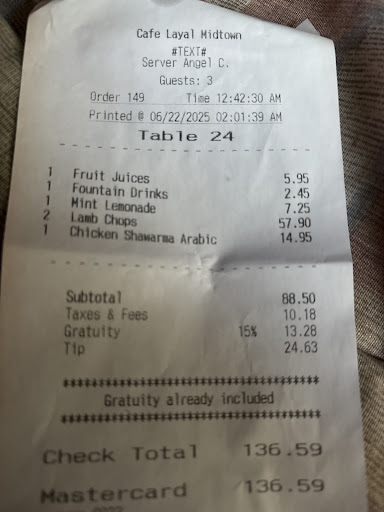 Cafe Layal Midtown
#TEXT#
Server Angel C.
Guests: 3
Order 149 Time 12:42:30 AM
Printed @ 06/22/2025 02:01:39 AM
Table 24
1 Fruit Juices 5.95
1 Fountain Drinks 2.45
1 Mint Lemonade 7.25
2 Lamb Chops 57.90
1 Chicken Shawarma Arabic 14.95
Subtotal 88.50
Taxes & Fees 10.18
Gratuity 15% 13.28
Tip 24.63
****************************************
Gratuity already included
****************************************
Check Total 136.59
Mastercard 136.59